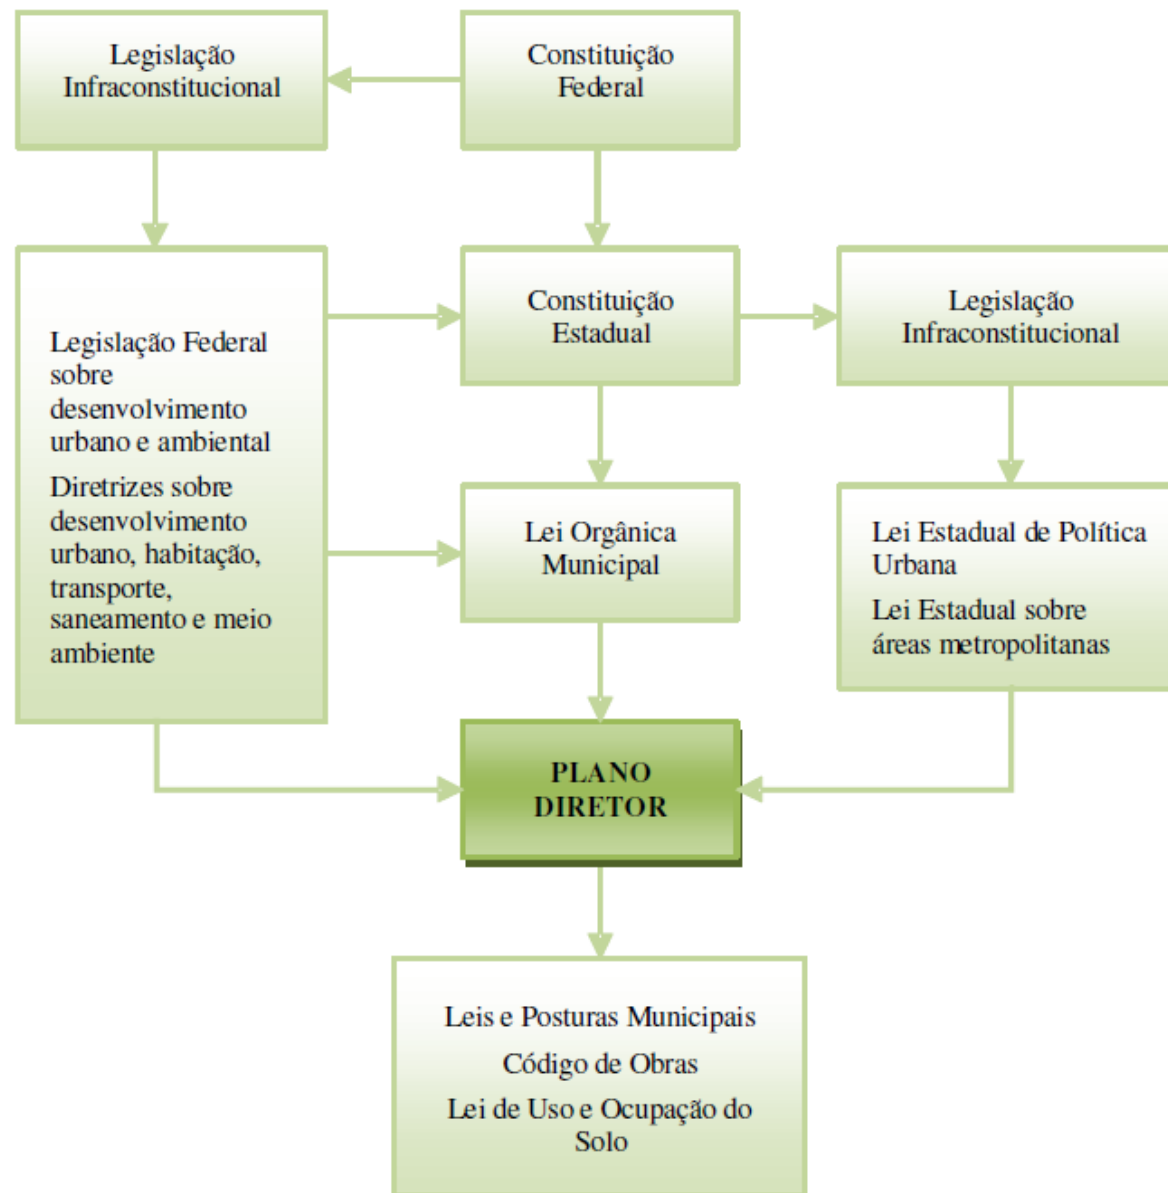 Legislação
Infraconstitucional
Constituição
Federal
Legislação Federal
sobre
desenvolvimento
urbano e ambiental
Diretrizes sobre
desenvolvimento
urbano, habitação,
transporte,
saneamento e meio
ambiente
Constituição
Estadual
Legislação
Infraconstitucional
Lei Orgânica
Municipal
Lei Estadual de Política
Urbana
Lei Estadual sobre
áreas metropolitanas
PLANO
DIRETOR
Leis e Posturas Municipais
Código de Obras
Lei de Uso e Ocupação do
Solo